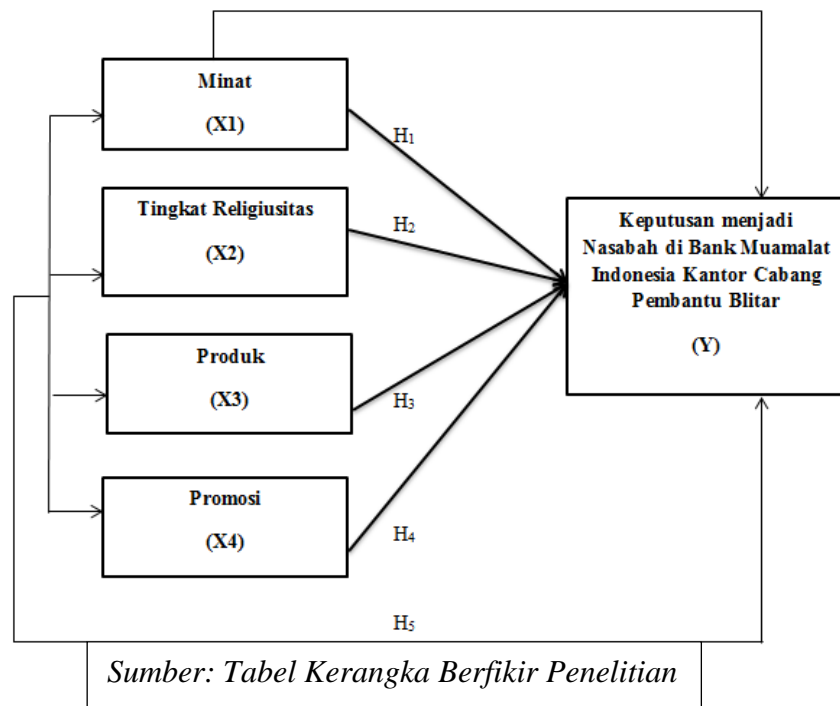 Minat
(X1)
Tingkat Religiusitas
(X2)
Produk
(X3)
Promosi
(X4)
H1
H2
H3
H4
H5
Keputusan menjadi
Nasabah di Bank Muamalat
Indonesia Kantor Cabang
Pembantu Blitar
(Y)
Sumber: Tabel Kerangka Berfikir Penelitian